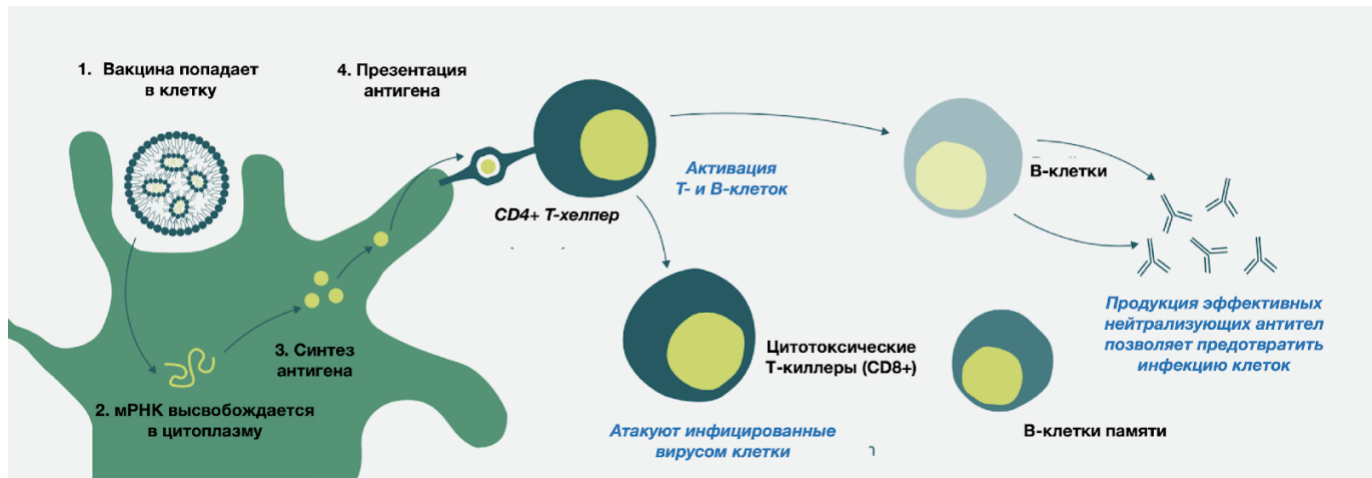 1. Вакцина попадает
в клетку
4. Презентация
антигена
Активация
Т- и В-клеток
CD4+ Т-хелпер
В-клетки
3. Синтез
антигена
2. мРНК высвобождается
в цитоплазму
Цитотоксические
Т-киллеры (CD8+)
Атакуют инфицированные
вирусом клетки
Продукция эффективных
нейтрализующих антител
позволяет предотвратить
инфекцию клеток
В-клетки памяти